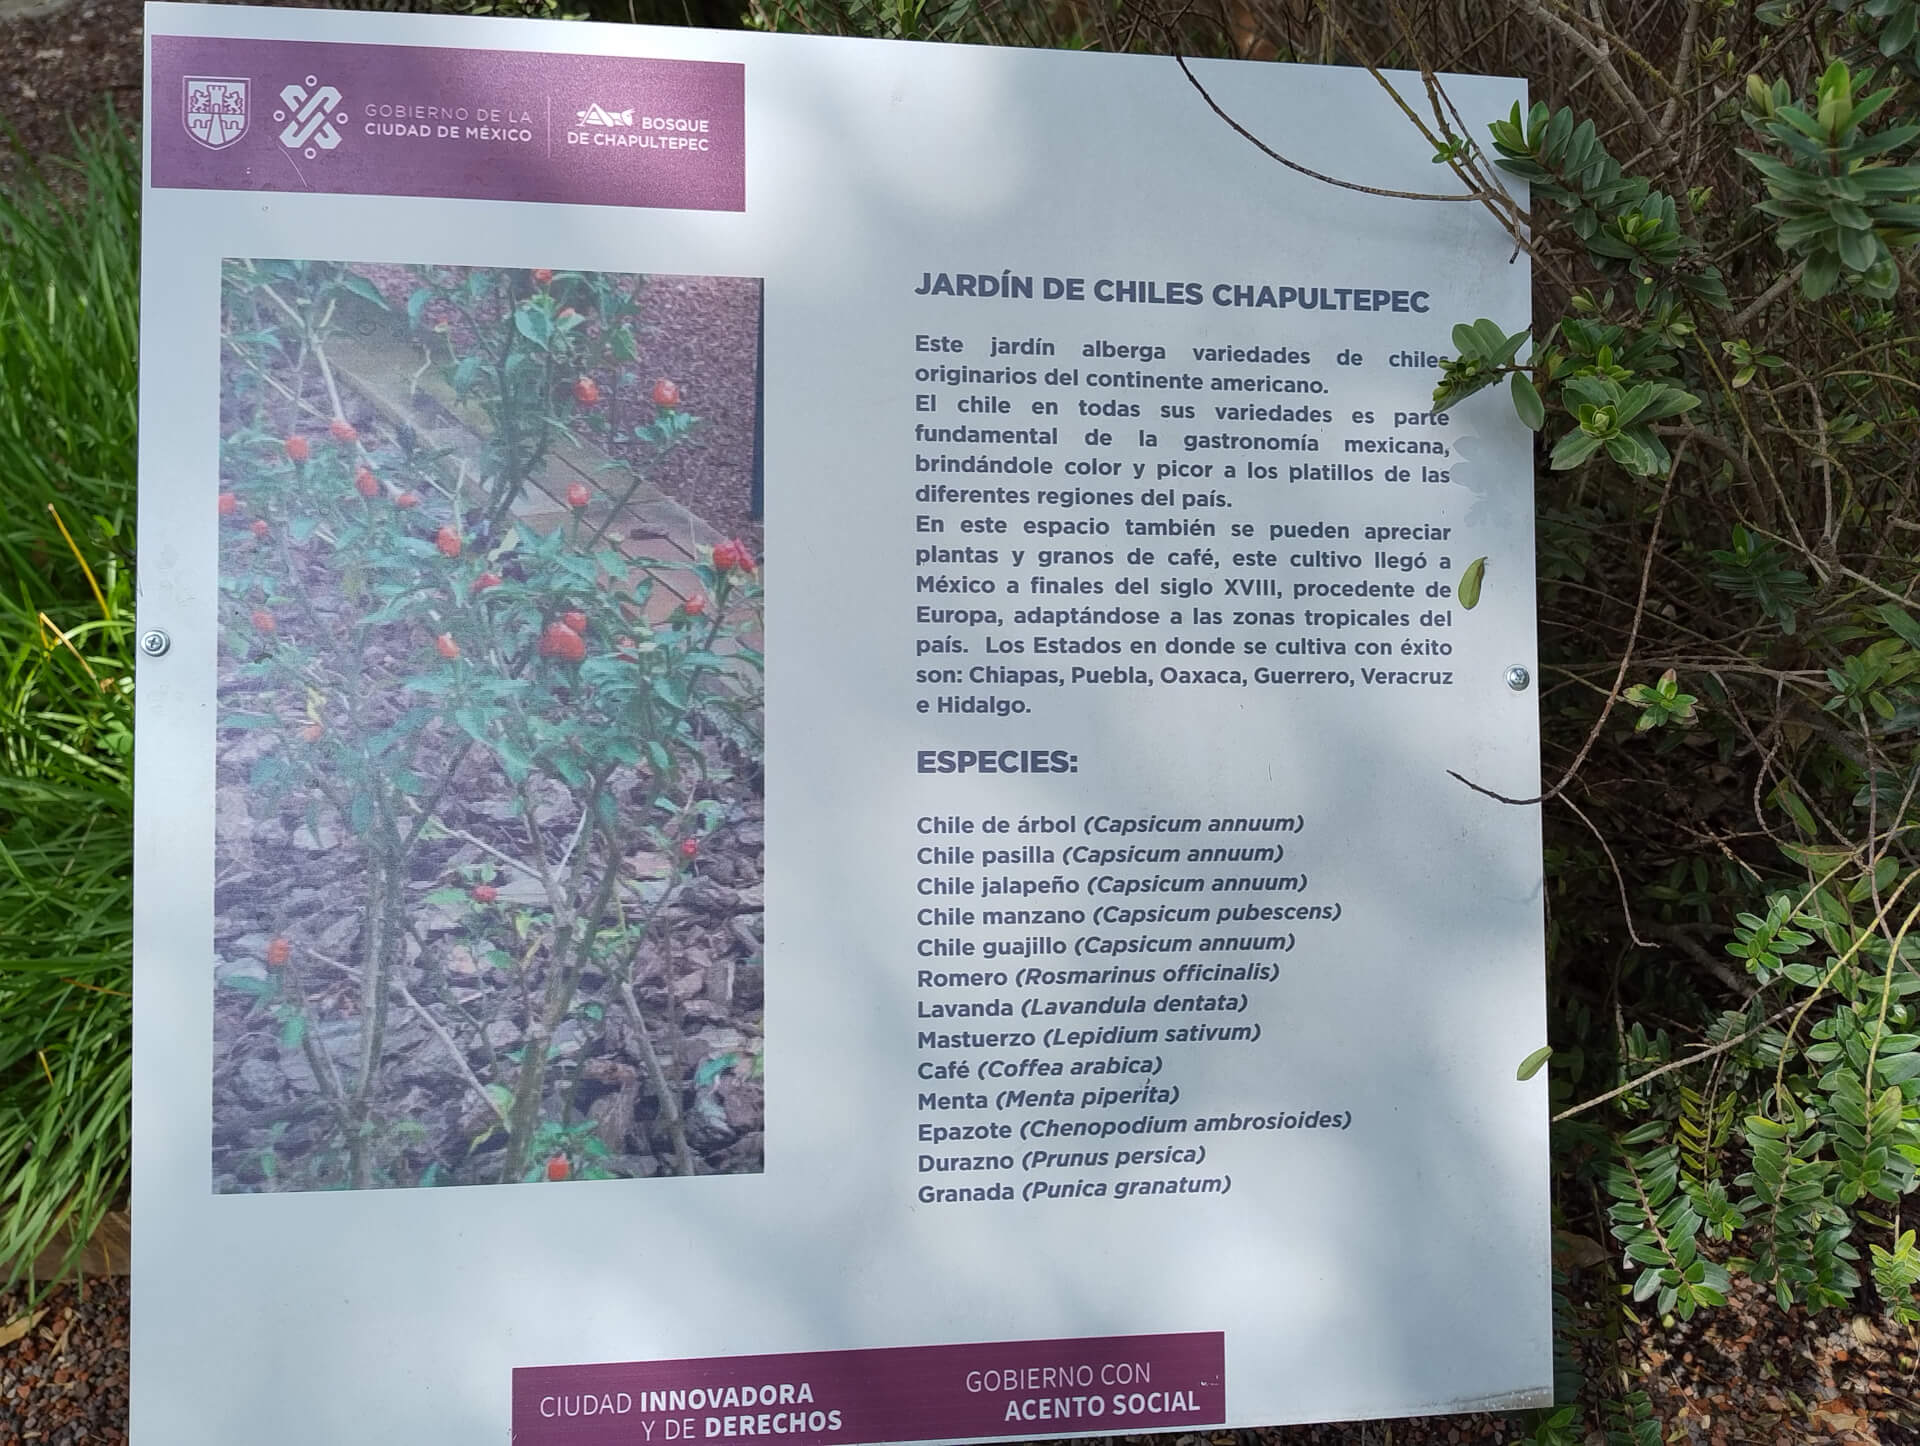 GOBIERNO DE LA
CIUDAD DE MÉXICO
BOSQUE
DE CHAPULTEPEC
JARDÍN DE CHILES CHAPULTEPEC
Este jardín alberga variedades de chiles
originarios del continente americano.
El chile en todas sus variedades es parte
fundamental de la gastronomía mexicana,
brindándole color y picor a los platillos de las
diferentes regiones del país.
En este espacio también se pueden apreciar
plantas y granos de café, este cultivo llegó a
México a finales del siglo XVIII, procedente de
Europa, adaptándose a las zonas tropicales del
país. Los Estados en donde se cultiva con éxito
son: Chiapas, Puebla, Oaxaca, Guerrero, Veracruz
e Hidalgo.
ESPECIES:
Chile de árbol (Capsicum annuum)
Chile pasilla (Capsicum annuum)
Chile jalapeño (Capsicum annuum)
Chile manzano (Capsicum pubescens)
Chile guajillo (Capsicum annuum)
Romero (Rosmarinus officinalis)
Lavanda (Lavandula dentata)
Mastuerzo (Lepidium sativum)
Café (Coffea arabica)
Menta (Menta piperita)
Epazote (Chenopodium ambrosioides)
Durazno (Prunus persica)
Granada (Punica granatum)
CIUDAD INNOVADORA
Y DE DERECHOS
GOBIERNO CON
ACENTO SOCIAL